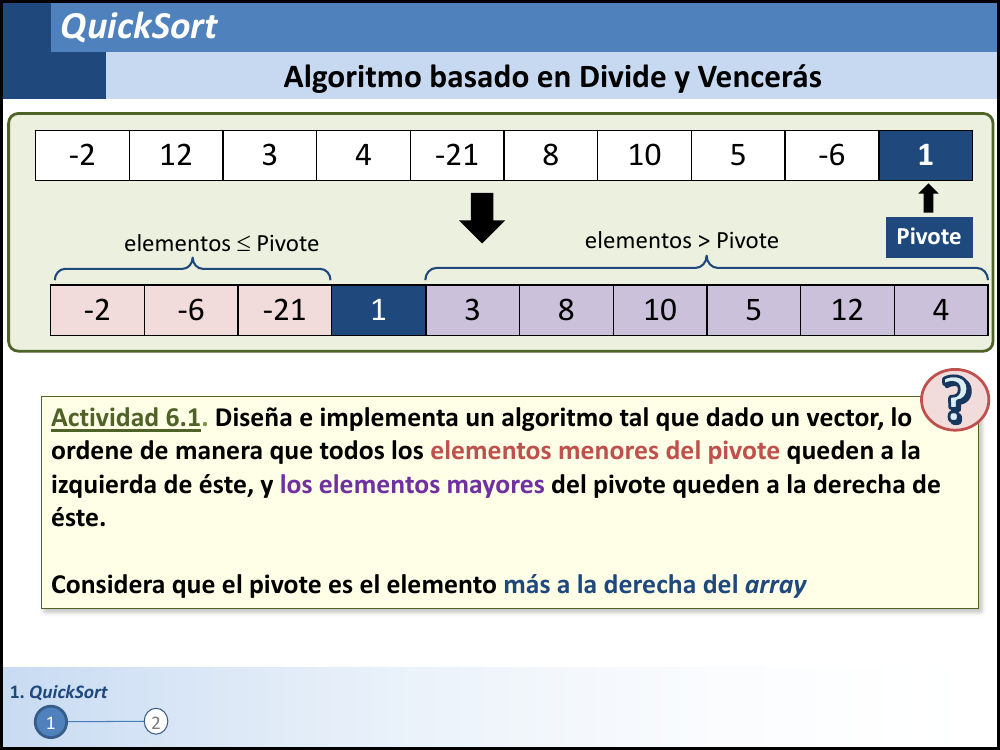 QuickSort
Algoritmo basado en Divide y Vencerás
-2 12 3 4 -21 8 10 5 -6 1
Pivote
elementos ≤ Pivote
elementos > Pivote
-2 -6 -21 1 3 8 10 5 12 4
?
Actividad 6.1. Diseña e implementa un algoritmo tal que dado un vector, lo
ordene de manera que todos los elementos menores del pivote queden a la
izquierda de éste, y los elementos mayores del pivote queden a la derecha de
éste.
Considera que el pivote es el elemento más a la derecha del array
1. QuickSort
1 2